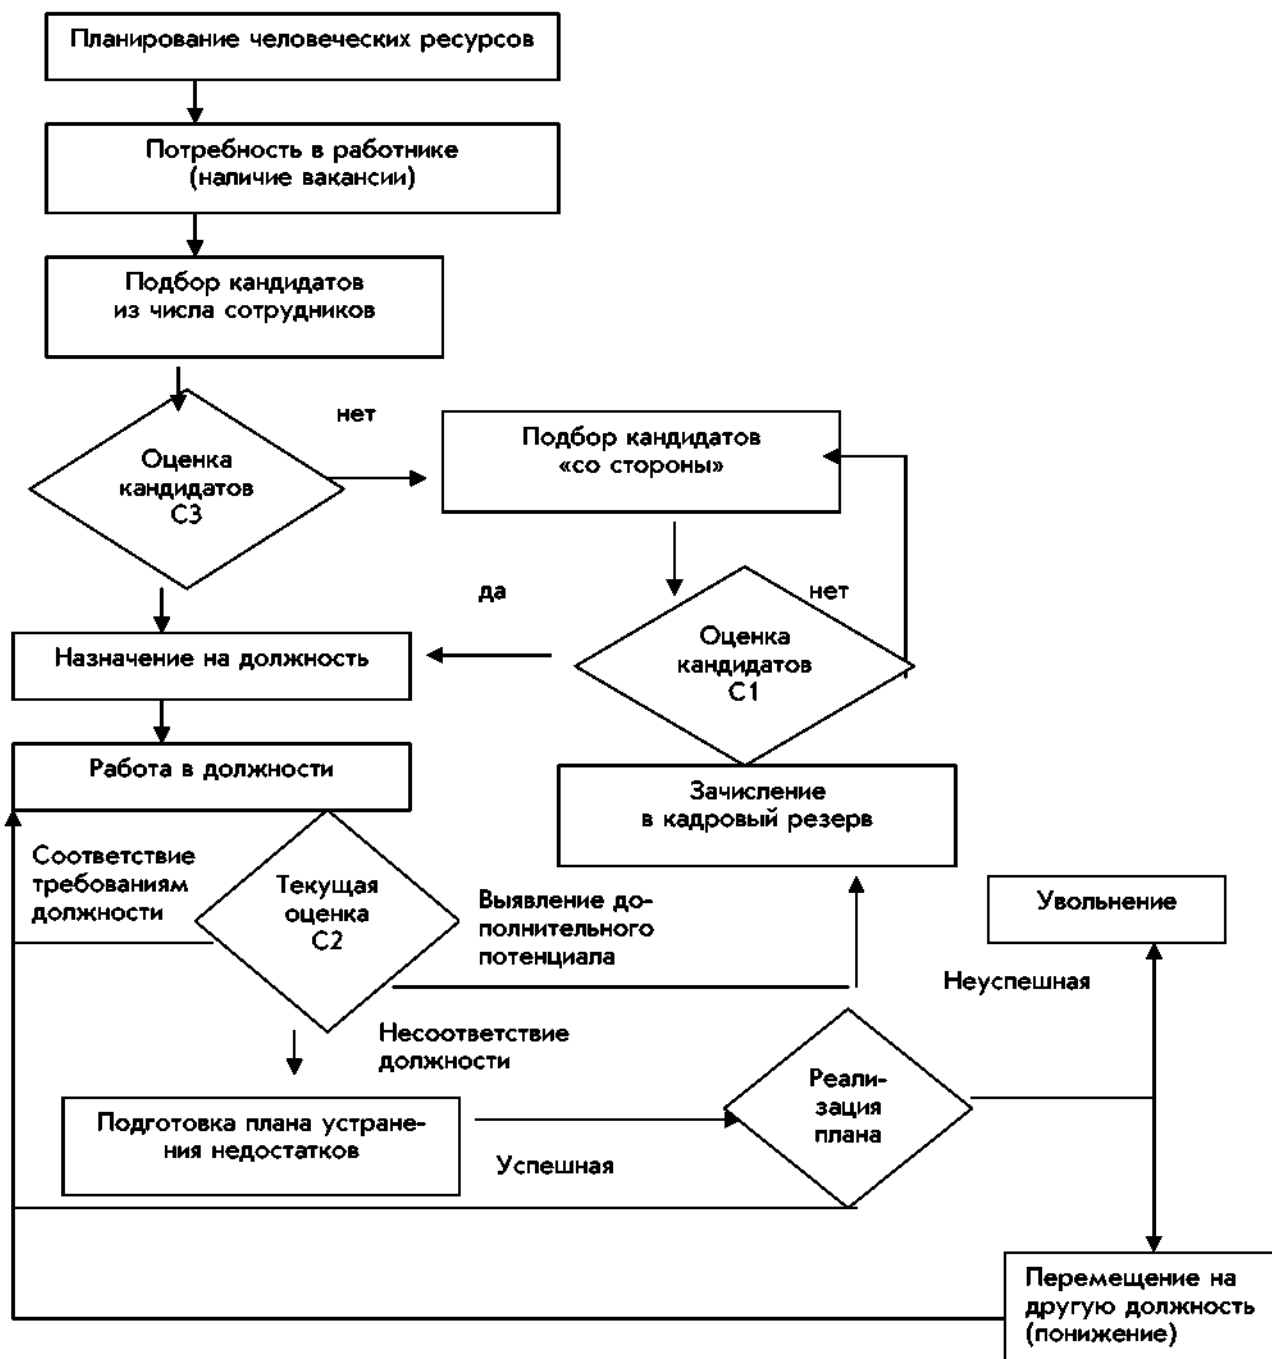 Планирование человеческих ресурсов
Потребность в работнике
(наличие вакансии)
Подбор кандидатов
из числа сотрудников
нет
Оценка
кандидатов
С3
Подбор кандидатов
«со стороны»
да
нет
Оценка
кандидатов
С1
Назначение на должность
Работа в должности
Зачисление
в кадровый резерв
Соответствие
требованиям
должности
Текущая
оценка
С2
Выявление до-
полнительного
потенциала
Увольнение
Неуспешная
Несоответствие
должности
Реали-
зация
плана
Подготовка плана устране-
ния недостатков
Успешная
Перемещение на
другую должность
(понижение)